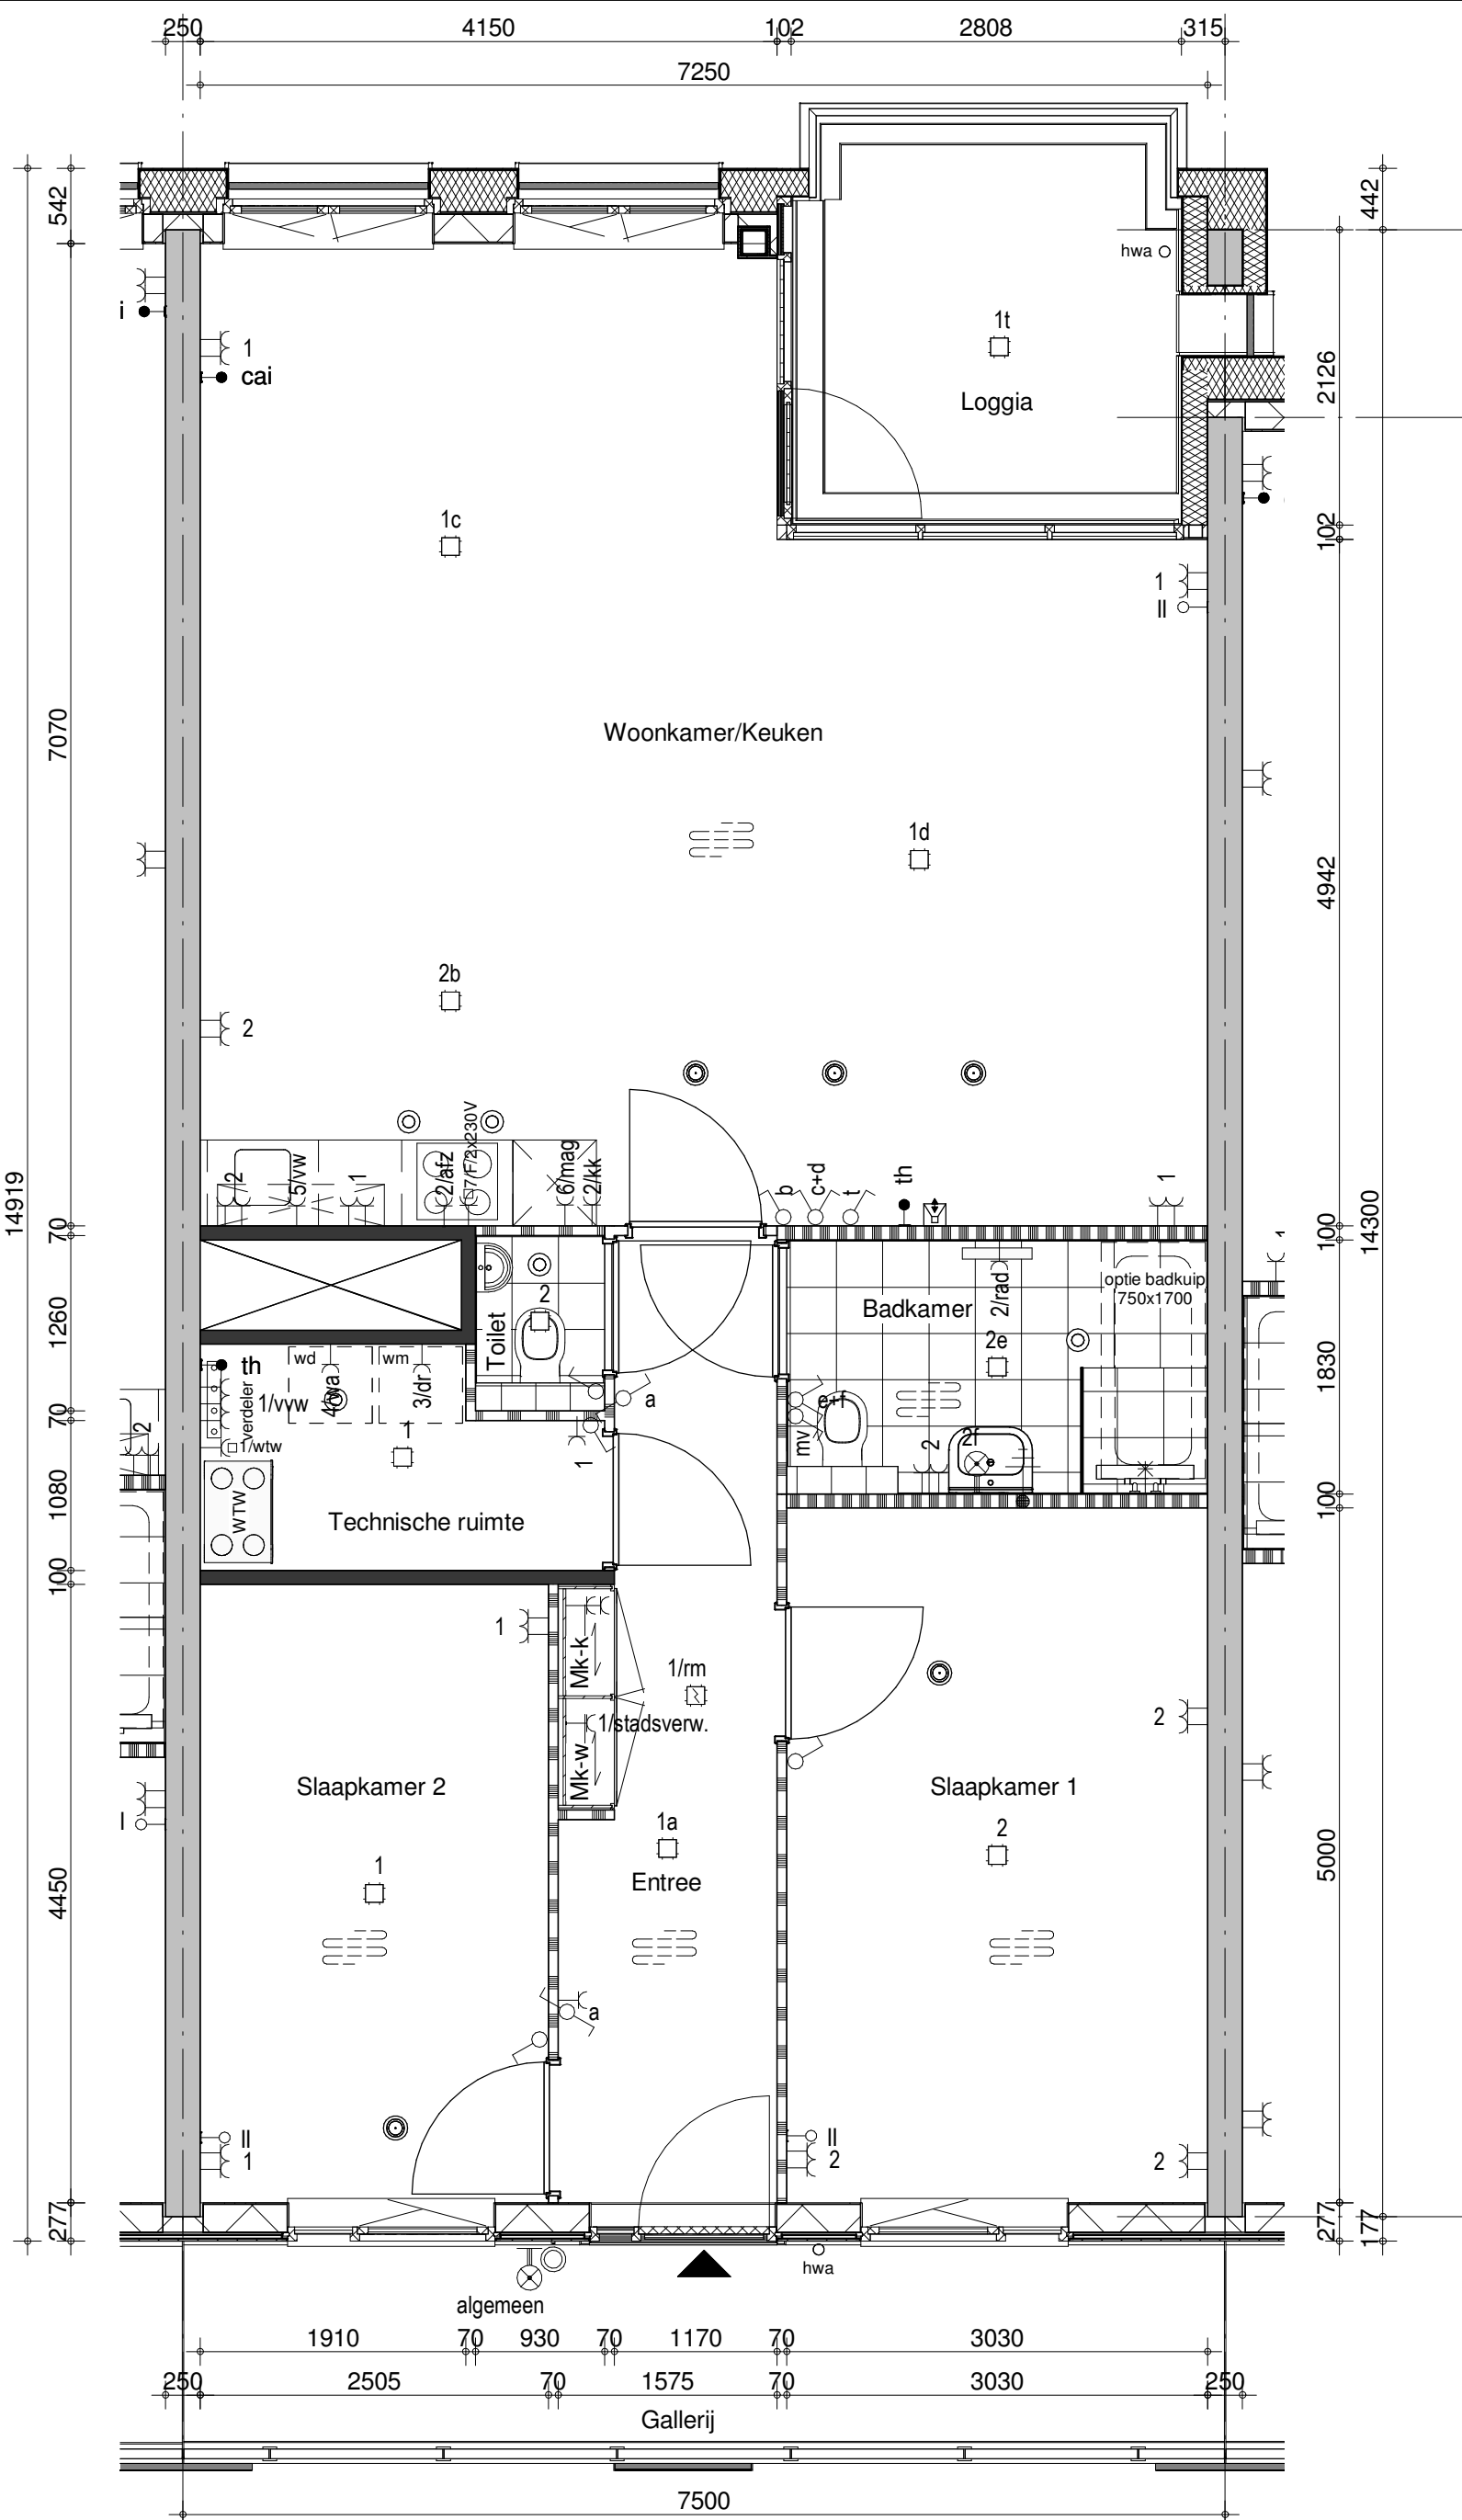 250
4150
102
2808
315
7250
542
442
hwa
i
1
cai
1t
Loggia
2126
1c
102
1
II
7070
Woonkamer/Keuken
1d
4942
2b
2
14919
2
5/vw
1
2/afz
7/F/2x230V
6/mag
2/kk
b
c+d
t
th
1
70
100
14300
1
1260
Toilet
2
Badkamer
2/rad
optie badkuip
750x1700
2e
1830
th
wd
wm
verdeler
1/vvw
4/wa
3/dr
a
e+f
70
2
1/wtw
1
1
mv
2
2f
1080
WTW
Technische ruimte
100
100
1
Mk-k
1/rm
1/stadsverw.
Mk-w
2
Slaapkamer 2
Slaapkamer 1
I
1a
2
Entree
1
4450
5000
a
II
1
II
2
2
277
277
177
hwa
algemeen
1910
70
930
70
1170
70
3030
250
2505
70
1575
70
3030
250
Gallerij
7500